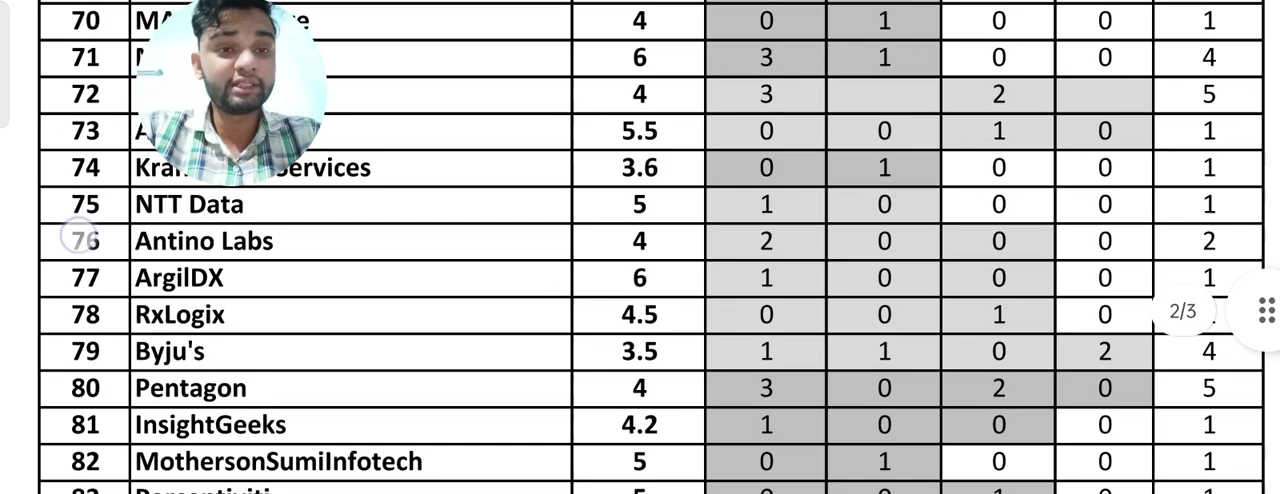 70 4 0 1 0 0 1
71 6 3 1 0 0 4
72 4 3 2 5
73 5.5 0 0 1 0 1
74 3.6 0 1 0 0 1
75 NTT Data 5 1 0 0 0 1
76 Antino Labs 4 2 0 0 0 2
77 ArgilDX 6 1 0 0 0 1
78 RxLogix 4.5 0 0 1 0
2/3
79 Byju's 3.5 1 1 0 2 4
80 Pentagon 4 3 0 2 0 5
81 InsightGeeks 4.2 1 0 0 0 1
82 MothersonSumiInfotech 5 0 1 0 0 1